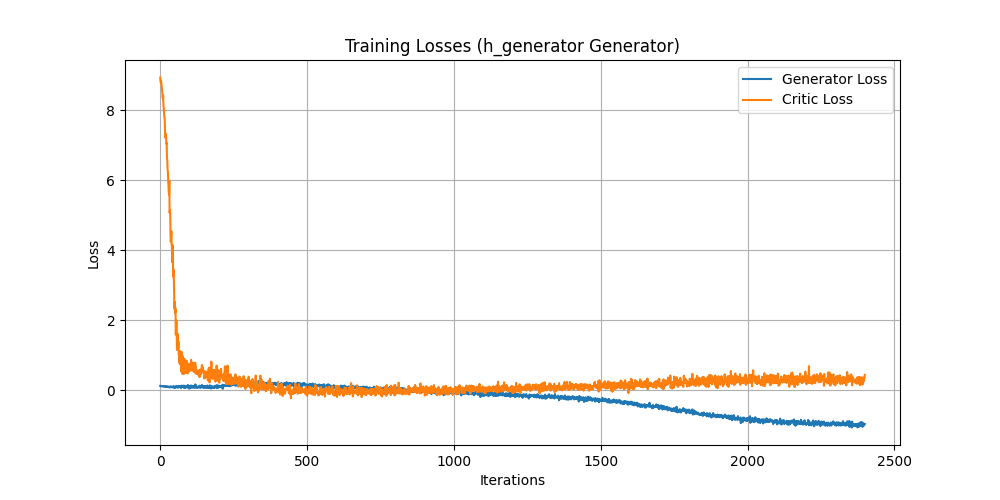 Training Losses (h_generator Generator)
Generator Loss
Critic Loss
8
6
4
2
0
Loss
0
500
1000
1500
2000
2500
Iterations